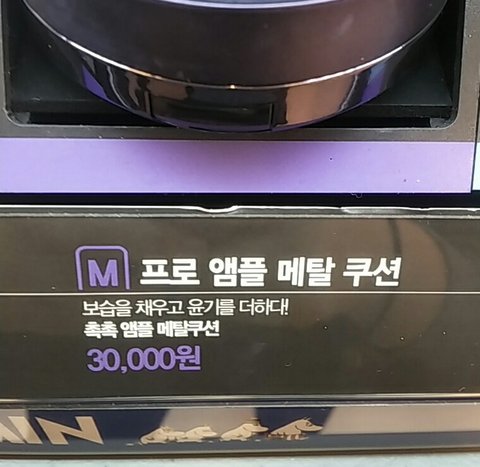 M 프로 앰플 메탈 쿠션
보습을 채우고 윤기를 더하다!
촉촉 앰플 메탈쿠션
30,000원